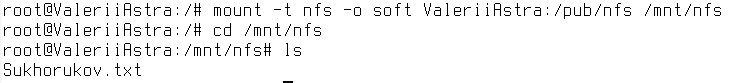 root@ValeriiAstra:/# mount -t nfs -o soft ValeriiAstra:/pub/nfs /mnt/nfs
root@ValeriiAstra:/# cd /mnt/nfs
root@ValeriiAstra:/mnt/nfs# ls
Sukhorukov.txt